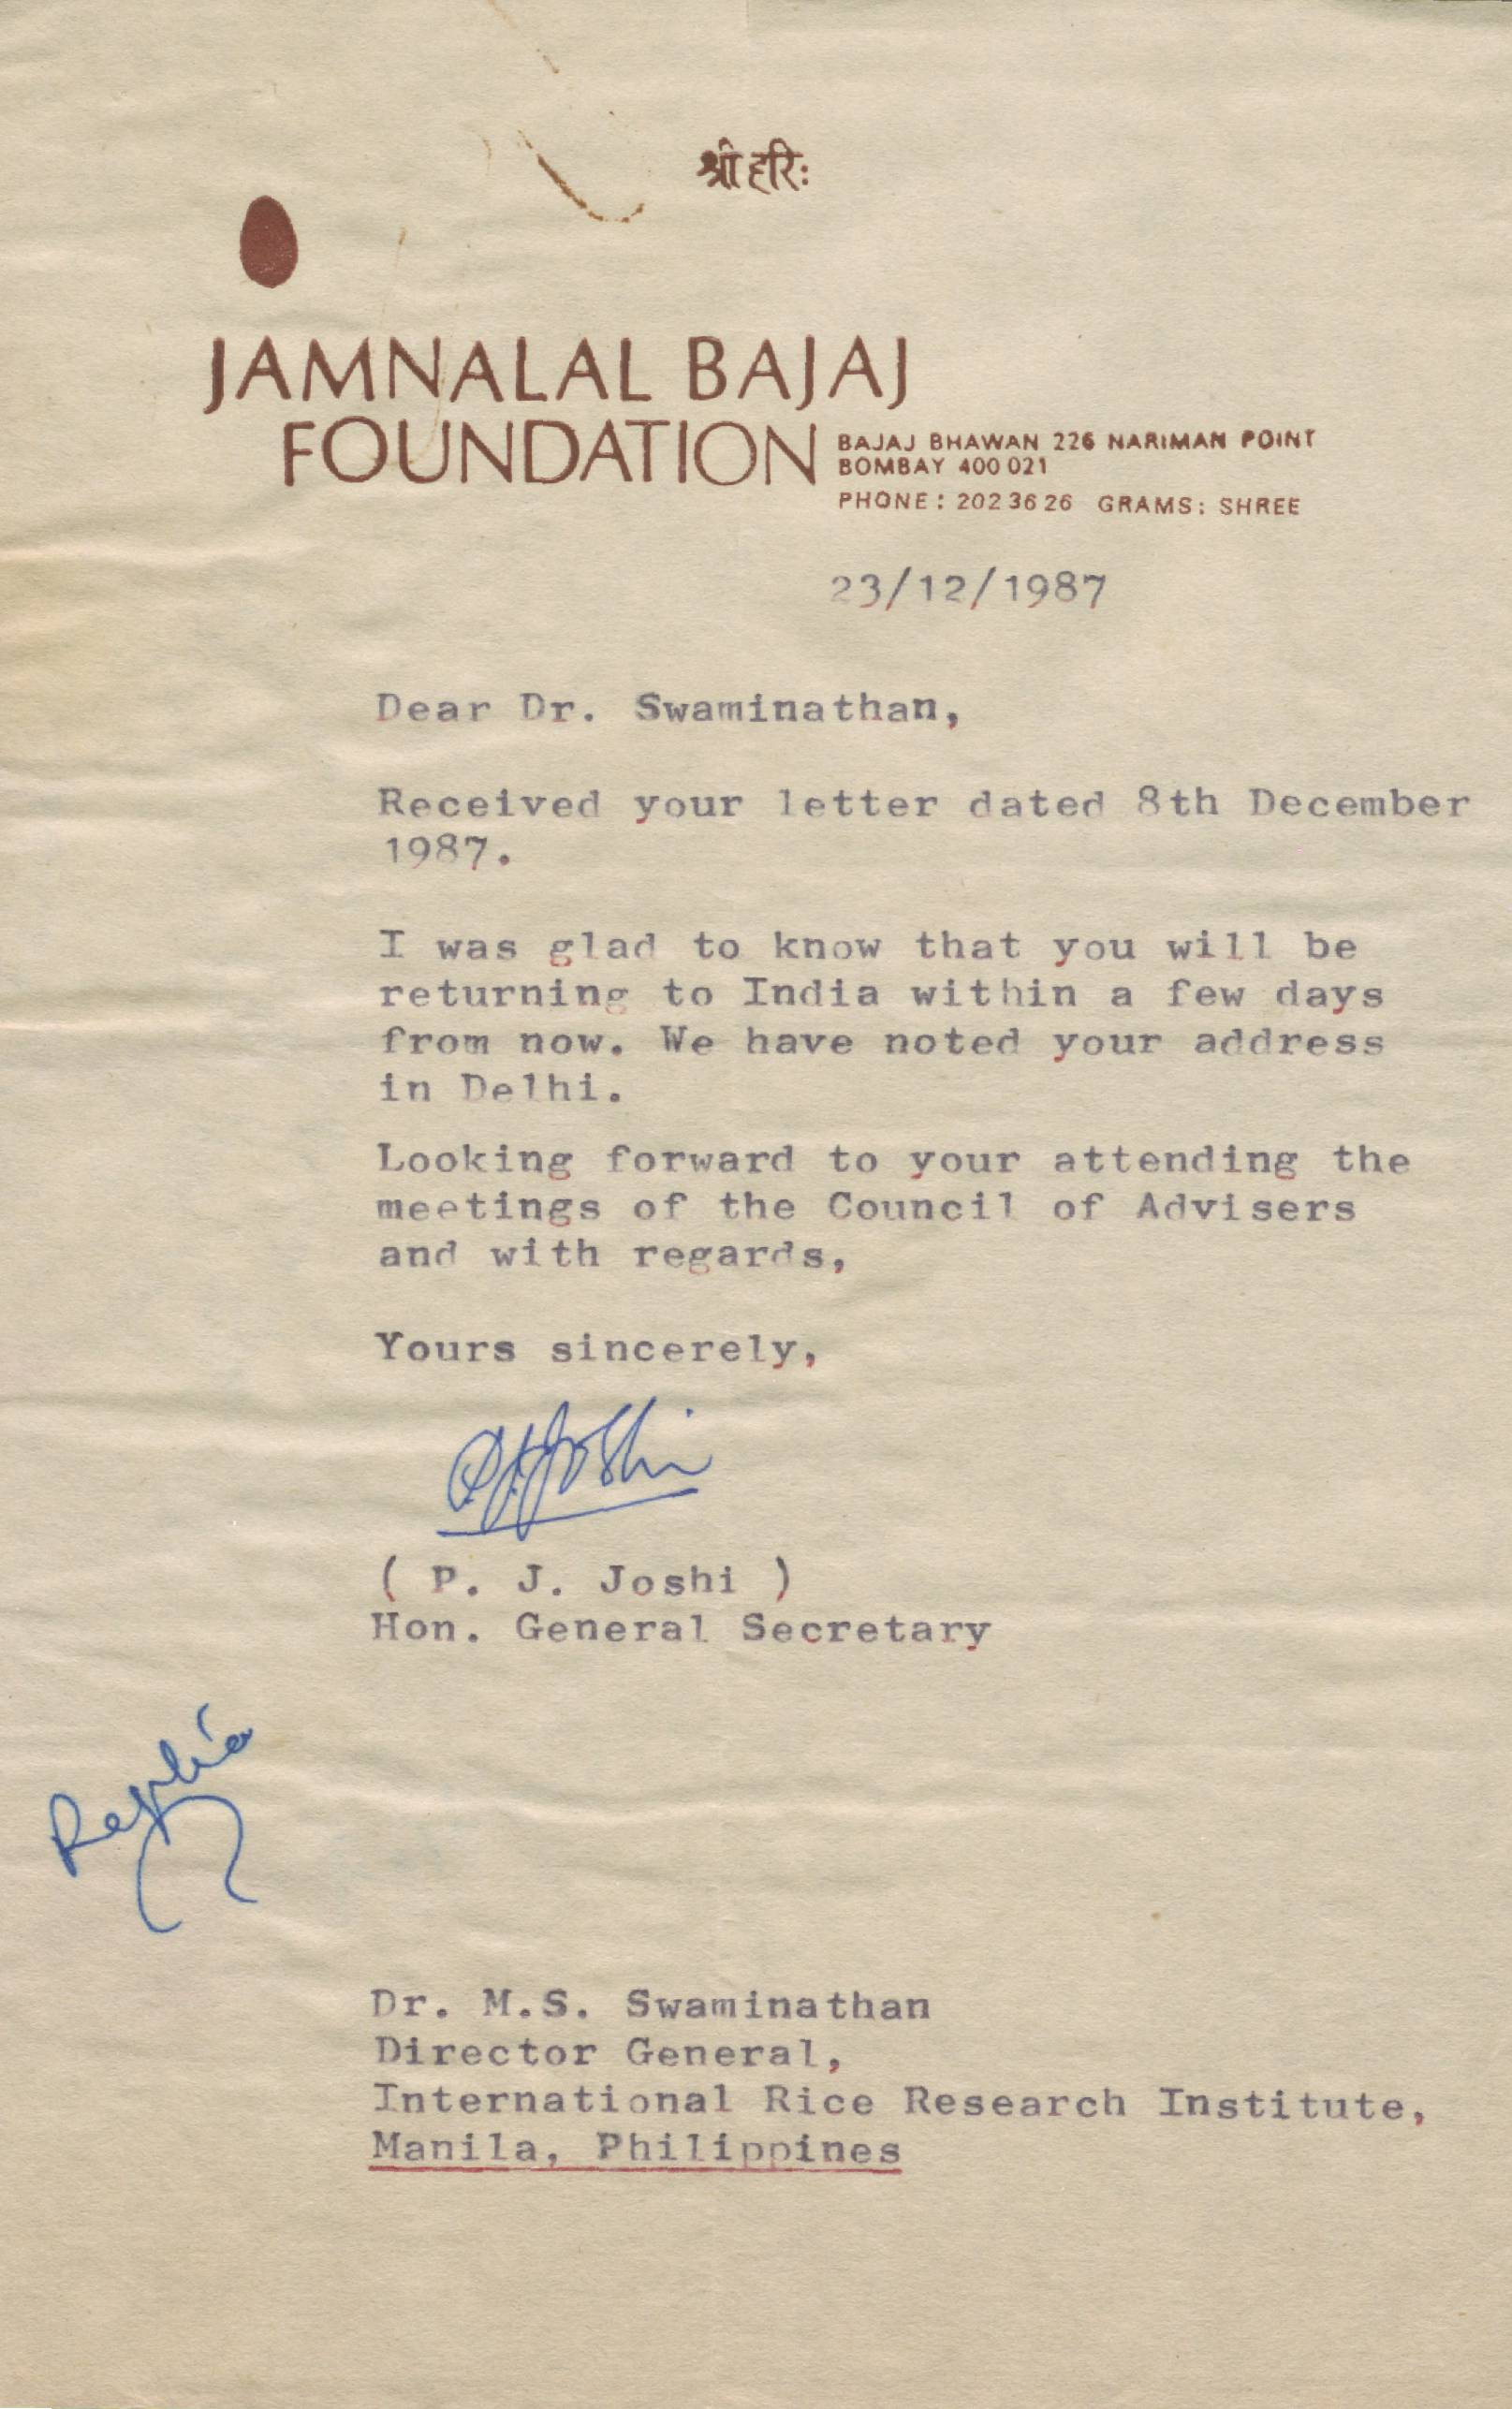 श्री हरि:
JAMNALAL BAJAJ
FOUNDATION
BAJAJ BHAWAN 226 NARIMAN POINT
BOMBAY 400 021
PHONE: 202 36 26 GRAMS: SHREE
23/12/1987
Dear Dr. Swaminathan,
Received your letter dated 8th December
1987.
I was glad to know that you will be
returning to India within a few days
from now. We have noted your address
in Delhi.
Looking forward to your attending the
meetings of the Council of Advisers
and with regards,
Yours sincerely,
P.J.Joshi
( P. J. Joshi )
Hon. General Secretary
Dr. M.S. Swaminathan
Director General,
International Rice Research Institute,
Manila, Philippines